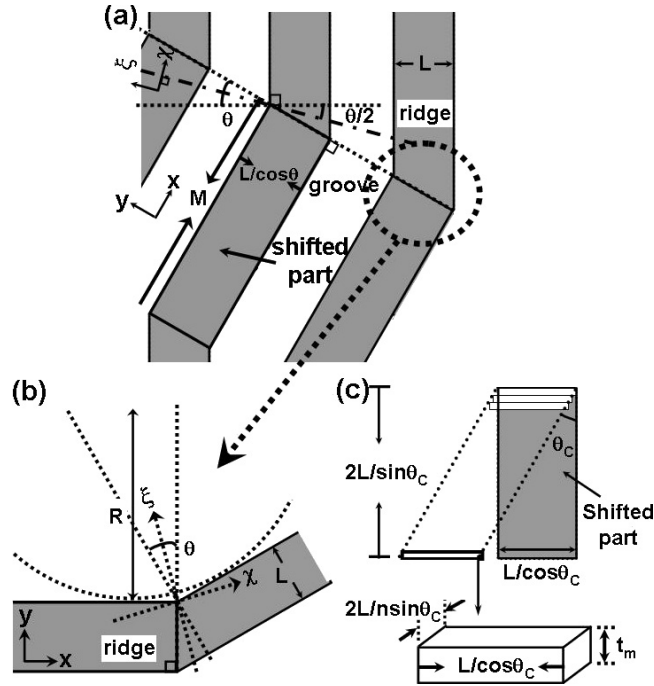 (a)
ξ
χ
θ
θ/2
L
ridge
L/cosθ
groove
x
y
M
shifted
part
(b)
(c)
R
ξ
θ
χ
L
y
x
ridge
2L/sinθC
θC
Shifted
part
L/cosθC
2L/nsinθC
L/cosθC
tm